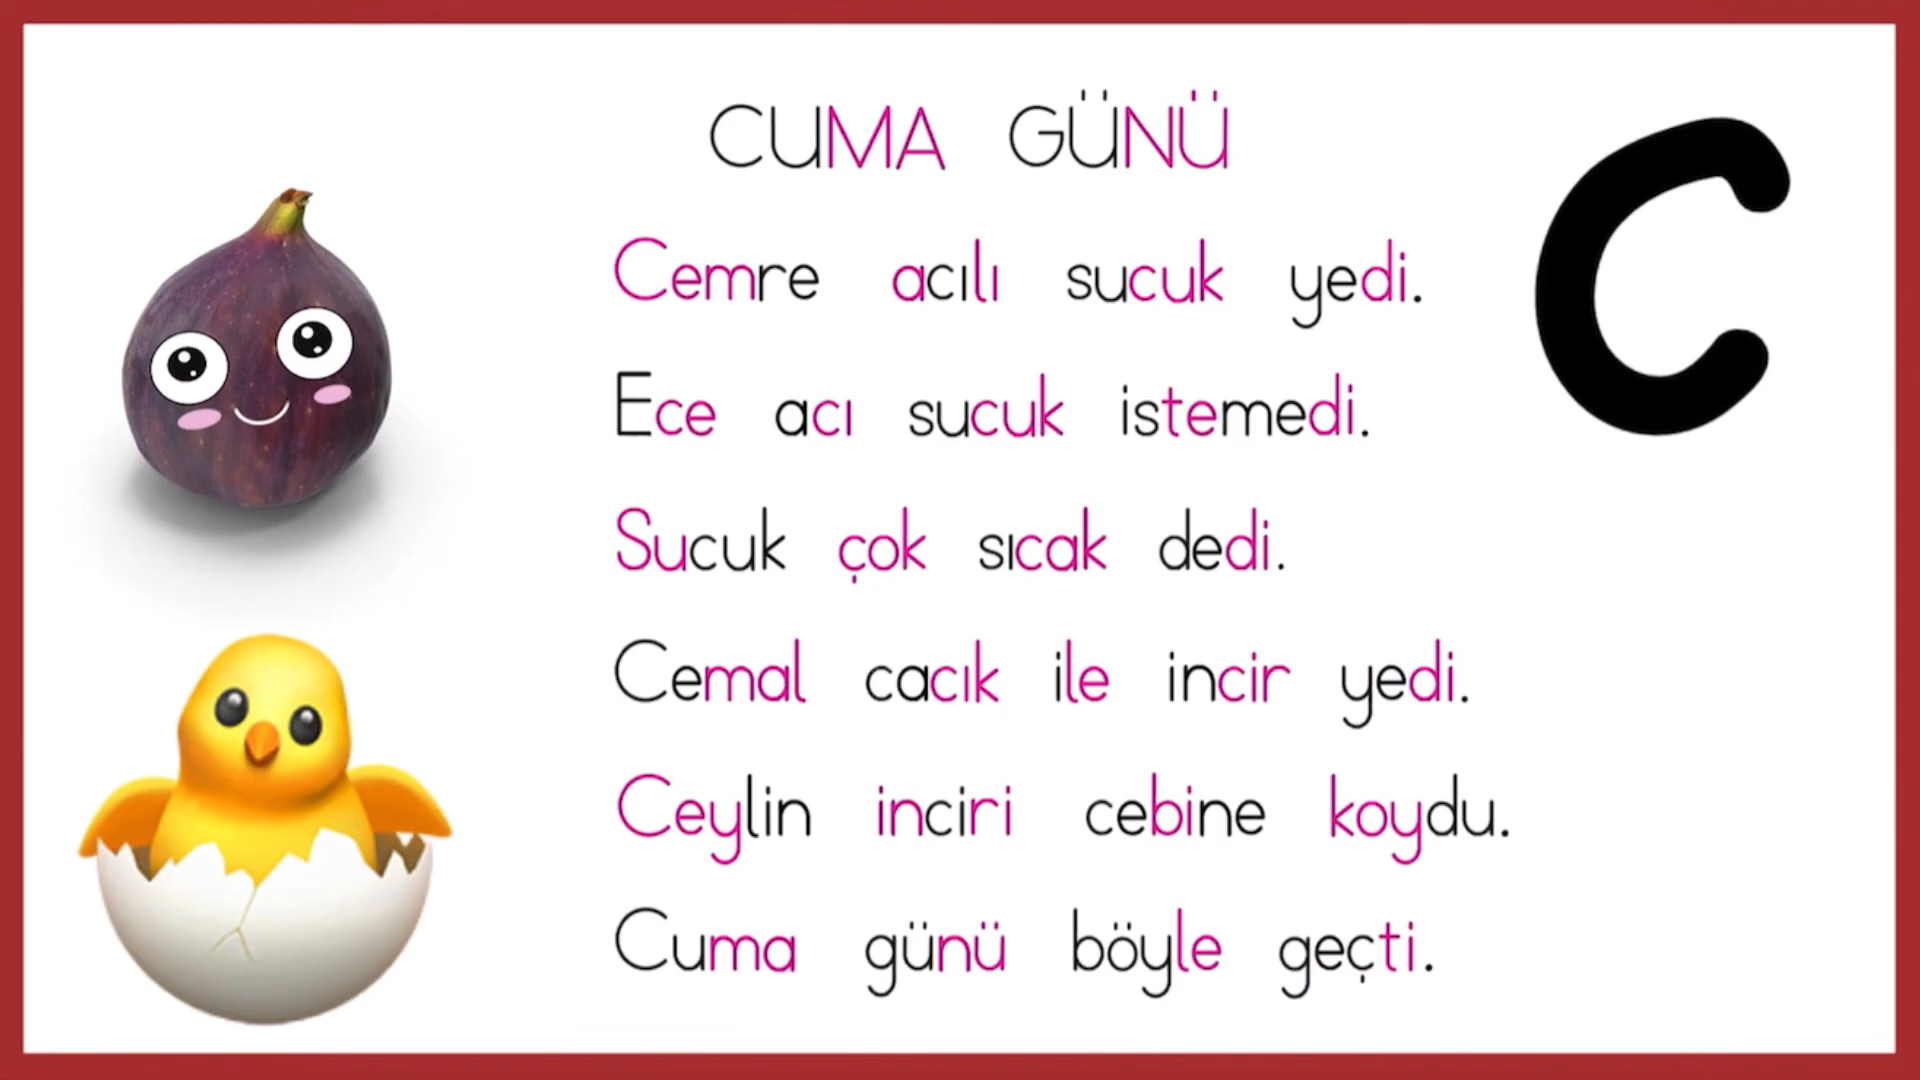 CUMA GÜNÜ
C
Cemre acılı sucuk yedi.
Ece acı sucuk istemedi.
Sucuk çok sıcak dedi.
Cemal cacık ile incir yedi.
Ceylin inciri cebine koydu.
Cuma günü böyle geçti.